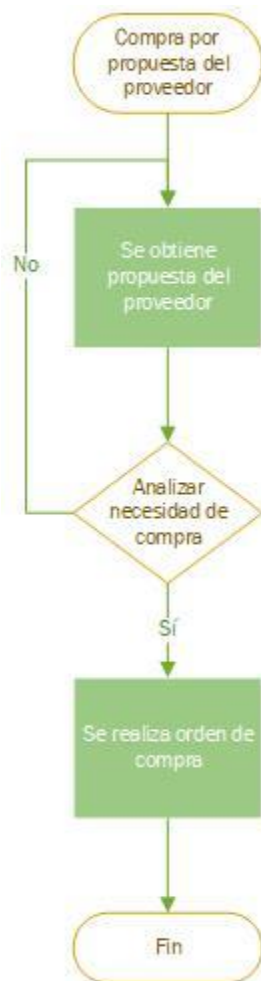 Compra por
propuesta del
proveedor
No
Se obtiene
propuesta del
proveedor
Analizar
necesidad de
compra
Sí
Se realiza orden de
compra
Fin